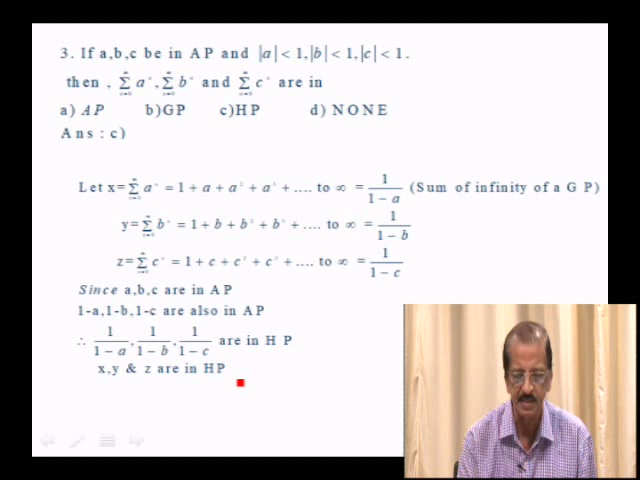 3. If a,b,c be in AP and |a| < 1, |b| < 1, |c| < 1.
then , ∑ aⁿ, ∑ bⁿ and ∑ cⁿ are in
a) AP b)GP c)HP d) NONE
Ans : c)
Let x=∑ aⁿ = 1 + a + a² + a³ + .... to ∞ = 1/(1 − a) (Sum of infinity of a G P)
y=∑ bⁿ = 1 + b + b² + b³ + .... to ∞ = 1/(1 − b)
z=∑ cⁿ = 1 + c + c² + c³ + .... to ∞ = 1/(1 − c)
Since a,b,c are in AP
1-a,1-b,1-c are also in AP
∴ 1/(1 − a), 1/(1 − b), 1/(1 − c) are in H P
x,y & z are in HP